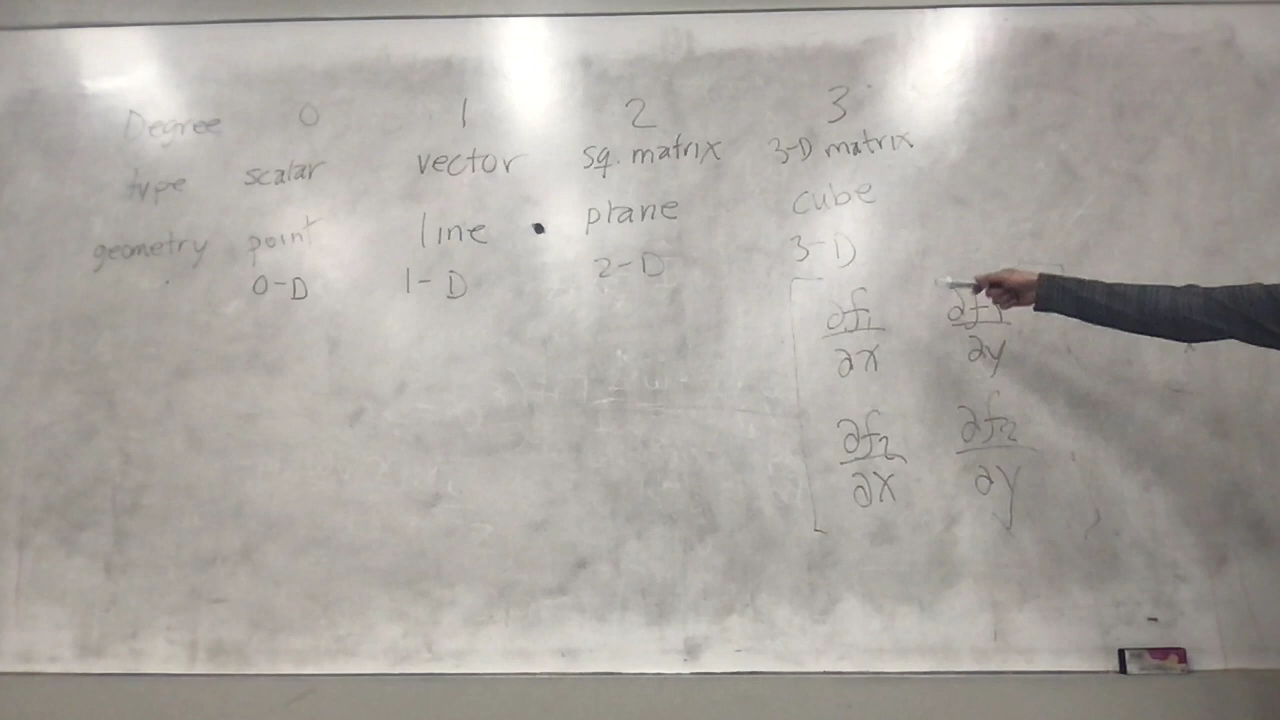 Degree 0 1 2 3
type scalar vector sq. matrix 3-D matrix
geometry point line plane cube
0-D 1-D 2-D 3-D
∂f₁/∂x ∂f₁/∂y
∂f₂/∂x ∂f₂/∂y